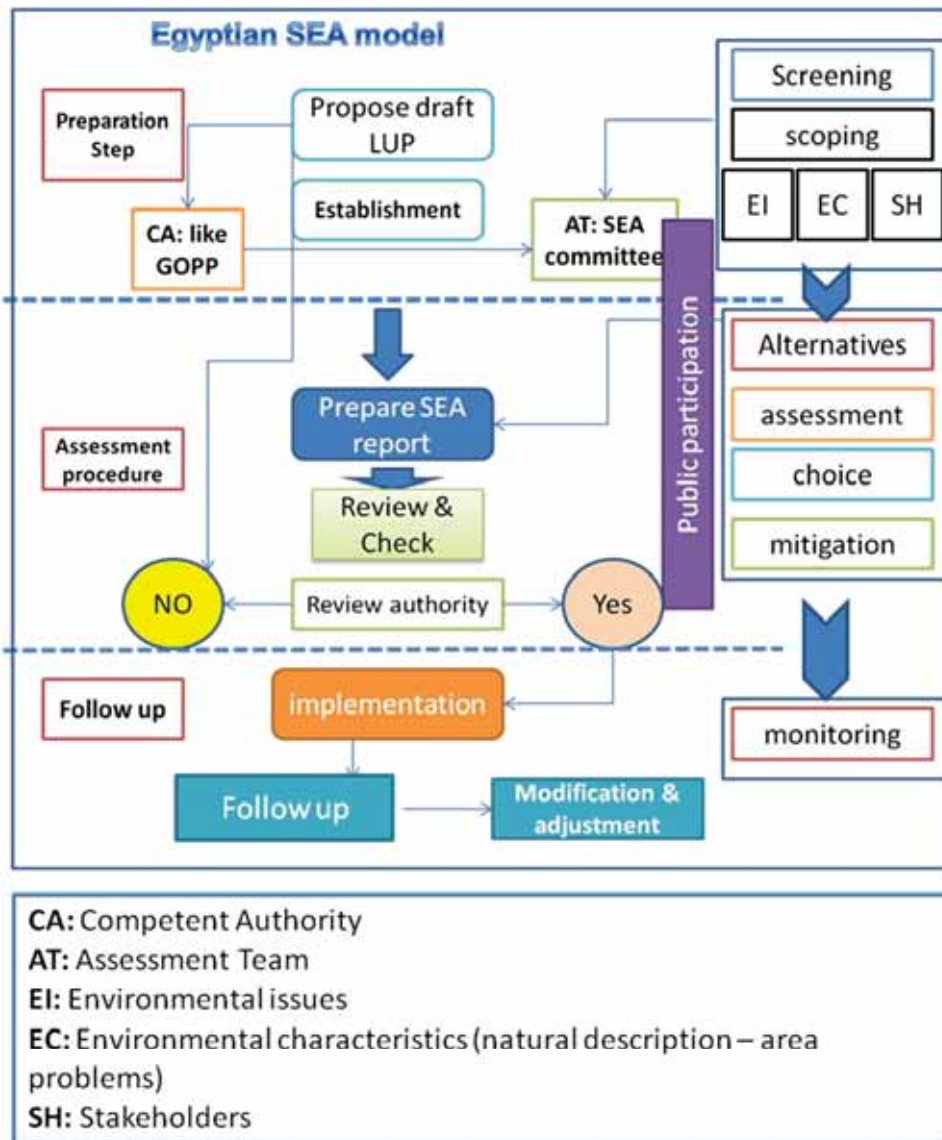 Egyptian SEA model
Preparation
Step
Propose draft
LUP
Establishment
CA: like
GOPP
AT: SEA
committee
Screening
scoping
EI
EC
SH
Public participation
Assessment
procedure
Prepare SEA
report
Review &
Check
NO
Review authority
Yes
Alternatives
assessment
choice
mitigation
Follow up
implementation
Follow up
Modification &
adjustment
monitoring
CA: Competent Authority
AT: Assessment Team
EI: Environmental issues
EC: Environmental characteristics (natural description – area
problems)
SH: Stakeholders